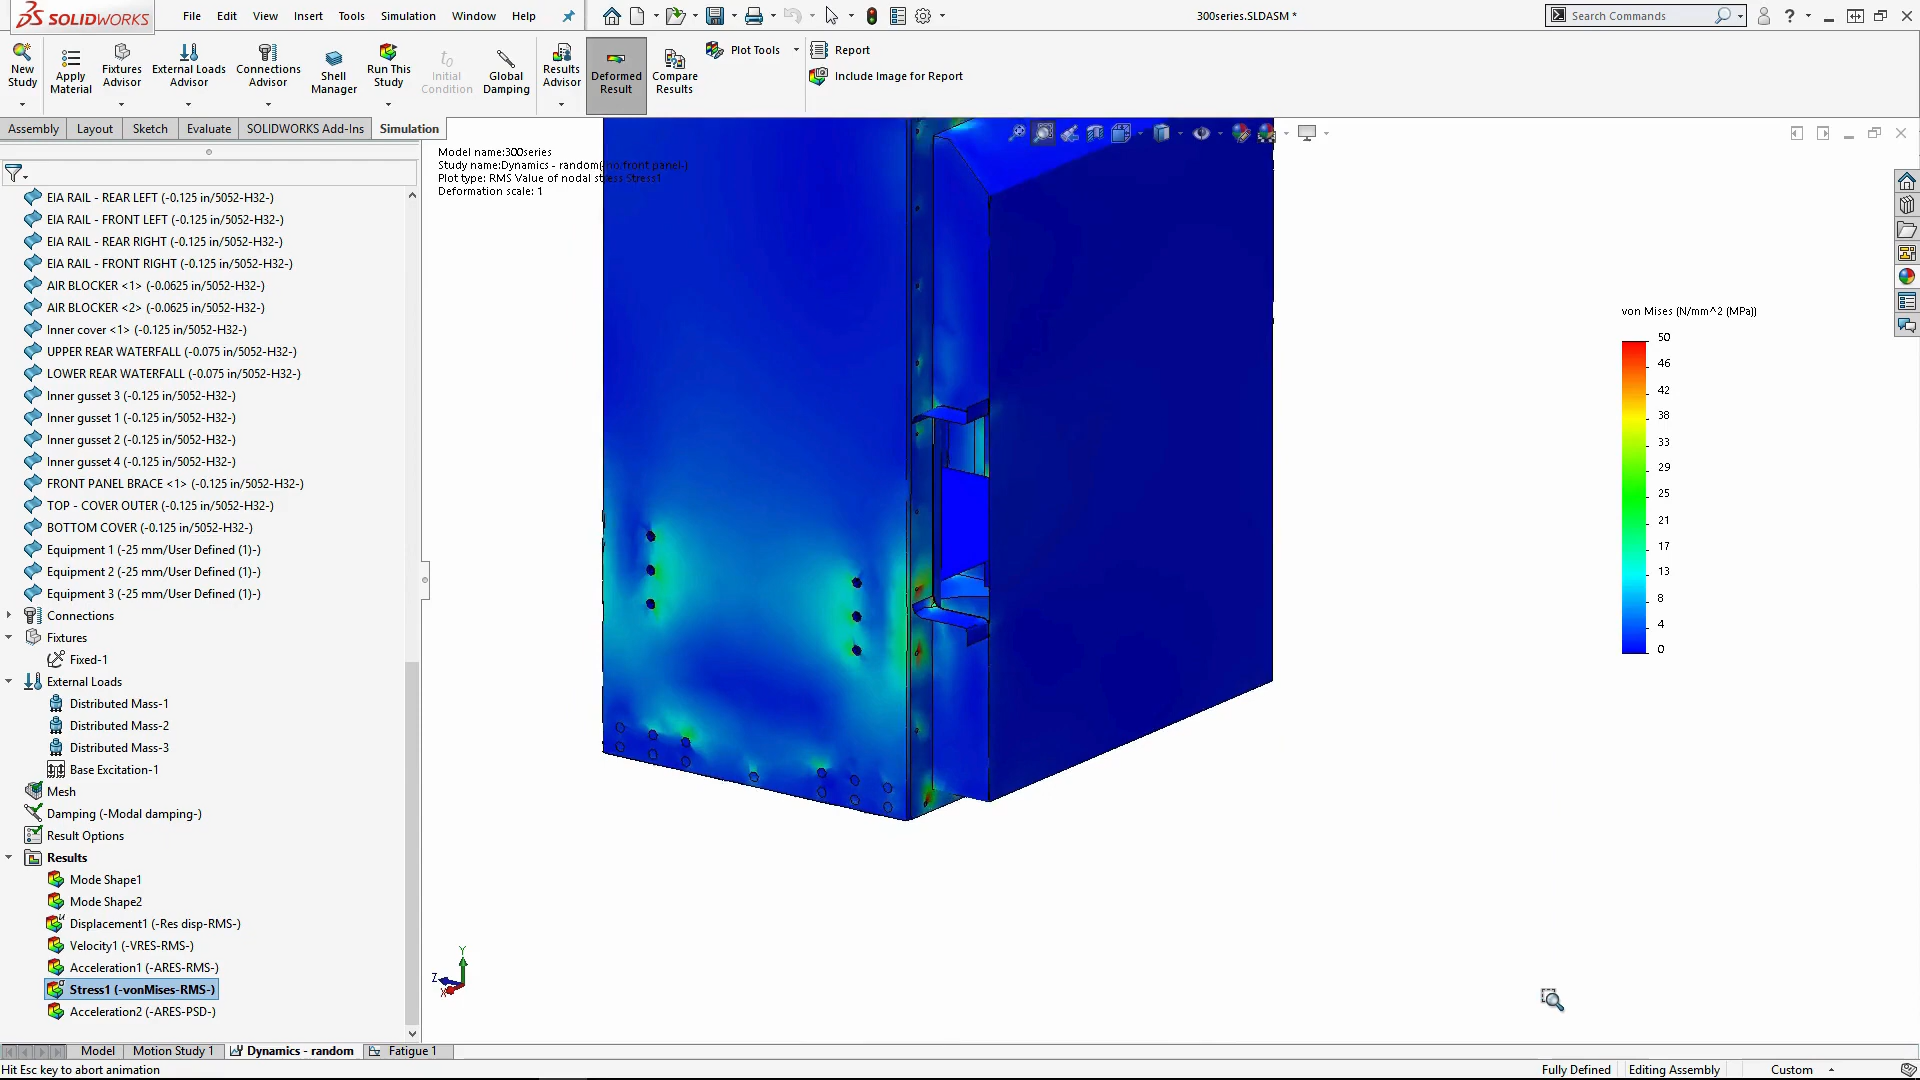 SOLIDWORKS
File Edit View Insert Tools Simulation Window Help
300series.SLDASM *
Search Commands
New Study
Apply Material
Fixtures Advisor
External Loads Advisor
Connections Advisor
Shell Manager
Run This Study
Initial Condition
Global Damping
Results Advisor
Deformed Result
Compare Results
Plot Tools
Report
Include Image for Report
Assembly Layout Sketch Evaluate SOLIDWORKS Add-Ins Simulation
EIA RAIL - REAR LEFT (-0.125 in/5052-H32-)
EIA RAIL - FRONT LEFT (-0.125 in/5052-H32-)
EIA RAIL - REAR RIGHT (-0.125 in/5052-H32-)
EIA RAIL - FRONT RIGHT (-0.125 in/5052-H32-)
AIR BLOCKER <1> (-0.0625 in/5052-H32-)
AIR BLOCKER <2> (-0.0625 in/5052-H32-)
Inner cover <1> (-0.125 in/5052-H32-)
UPPER REAR WATERFALL (-0.075 in/5052-H32-)
LOWER REAR WATERFALL (-0.075 in/5052-H32-)
Inner gusset 3 (-0.125 in/5052-H32-)
Inner gusset 1 (-0.125 in/5052-H32-)
Inner gusset 2 (-0.125 in/5052-H32-)
Inner gusset 4 (-0.125 in/5052-H32-)
FRONT PANEL BRACE <1> (-0.125 in/5052-H32-)
TOP - COVER OUTER (-0.125 in/5052-H32-)
BOTTOM COVER (-0.125 in/5052-H32-)
Equipment 1 (-25 mm/User Defined (1)-)
Equipment 2 (-25 mm/User Defined (1)-)
Equipment 3 (-25 mm/User Defined (1)-)
Connections
Fixtures
Fixed-1
External Loads
Distributed Mass-1
Distributed Mass-2
Distributed Mass-3
Base Excitation-1
Mesh
Damping (-Modal damping-)
Result Options
Results
Mode Shape1
Mode Shape2
Displacement1 (-Res disp-RMS-)
Velocity1 (-VRES-RMS-)
Acceleration1 (-ARES-RMS-)
Stress1 (-vonMises-RMS-)
Acceleration2 (-ARES-PSD-)
Model name:300series
Study name:Dynamics - random(-no front panel-)
Plot type: RMS Value of nodal stress Stress1
Deformation scale: 1
von Mises (N/mm^2 (MPa))
50
46
42
38
33
29
25
21
17
13
8
4
0
Y
Z
X
Model Motion Study 1 Dynamics - random Fatigue 1
Hit Esc key to abort animation
Fully Defined Editing Assembly Custom